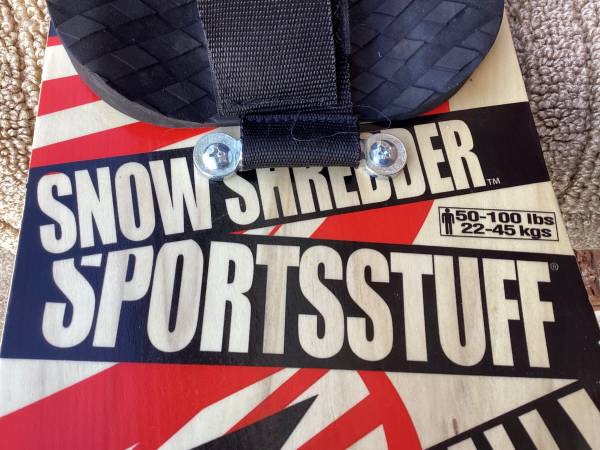 SNOW SHREDDER™
50-100 lbs
22-45 kgs
SPORTSSTUFF®